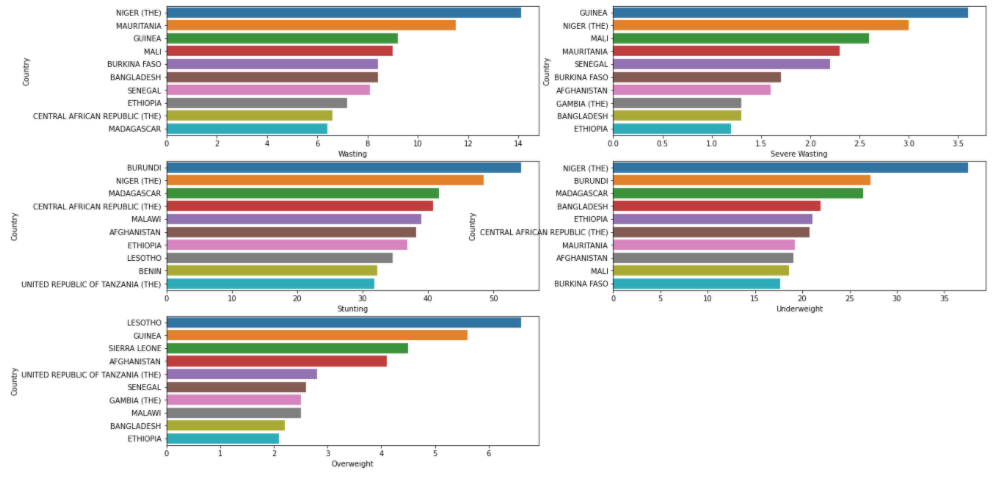 Country
NIGER (THE)
MAURITANIA
GUINEA
MALI
BURKINA FASO
BANGLADESH
SENEGAL
ETHIOPIA
CENTRAL AFRICAN REPUBLIC (THE)
MADAGASCAR
0 2 4 6 8 10 12 14
Wasting
Country
GUINEA
NIGER (THE)
MALI
MAURITANIA
SENEGAL
BURKINA FASO
AFGHANISTAN
GAMBIA (THE)
BANGLADESH
ETHIOPIA
0.0 0.5 1.0 1.5 2.0 2.5 3.0 3.5
Severe Wasting
Country
BURUNDI
NIGER (THE)
MADAGASCAR
CENTRAL AFRICAN REPUBLIC (THE)
MALAWI
AFGHANISTAN
ETHIOPIA
LESOTHO
BENIN
UNITED REPUBLIC OF TANZANIA (THE)
0 10 20 30 40 50
Stunting
Country
NIGER (THE)
BURUNDI
MADAGASCAR
BANGLADESH
ETHIOPIA
CENTRAL AFRICAN REPUBLIC (THE)
MAURITANIA
AFGHANISTAN
MALI
BURKINA FASO
0 5 10 15 20 25 30 35
Underweight
Country
LESOTHO
GUINEA
SIERRA LEONE
AFGHANISTAN
UNITED REPUBLIC OF TANZANIA (THE)
SENEGAL
GAMBIA (THE)
MALAWI
BANGLADESH
ETHIOPIA
0 1 2 3 4 5 6
Overweight